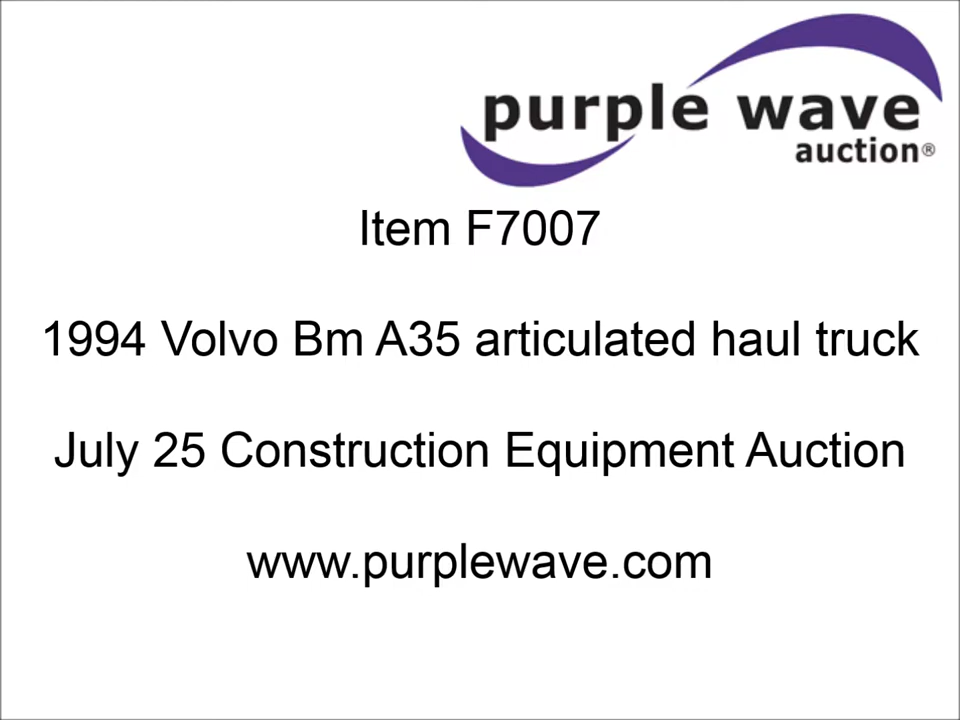 purple wave
auction®
Item F7007
1994 Volvo Bm A35 articulated haul truck
July 25 Construction Equipment Auction
www.purplewave.com